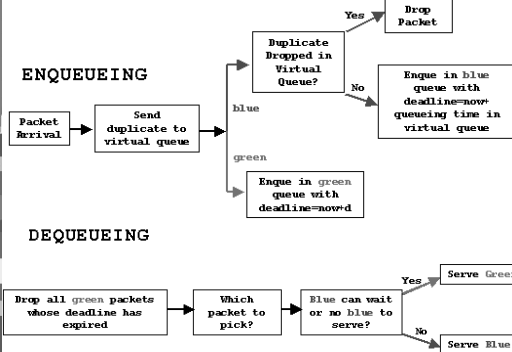 Yes
Drop
Packet
Duplicate
Dropped in
Virtual
Queue?
ENQUEUEING
No
Enque in blue
queue with
deadline=now+
queueing time in
virtual queue
blue
Packet
Arrival
Send
duplicate to
virtual queue
green
Enque in green
queue with
deadline=now+d
DEQUEUEING
Drop all green packets
whose deadline has
expired
Which
packet to
pick?
Blue can wait
or no blue to
serve?
Yes
Serve Green
No
Serve Blue